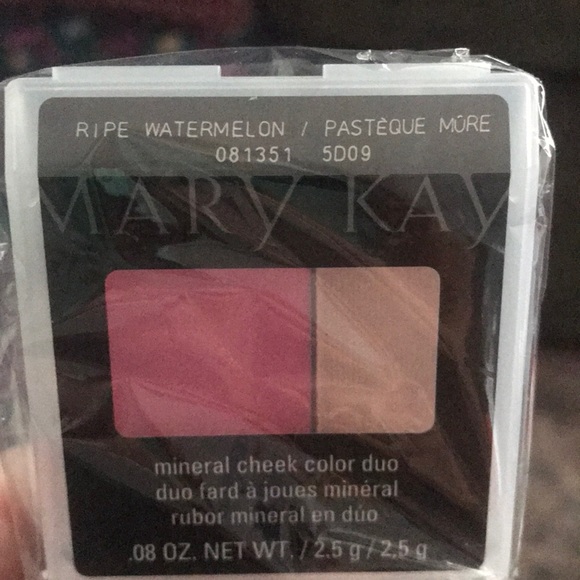 RIPE WATERMELON / PASTÈQUE MÛRE
081351 5D09
MARY KAY
mineral cheek color duo
duo fard à joues minéral
rubor mineral en dúo
.08 OZ. NET WT. / 2.5 g / 2,5 g